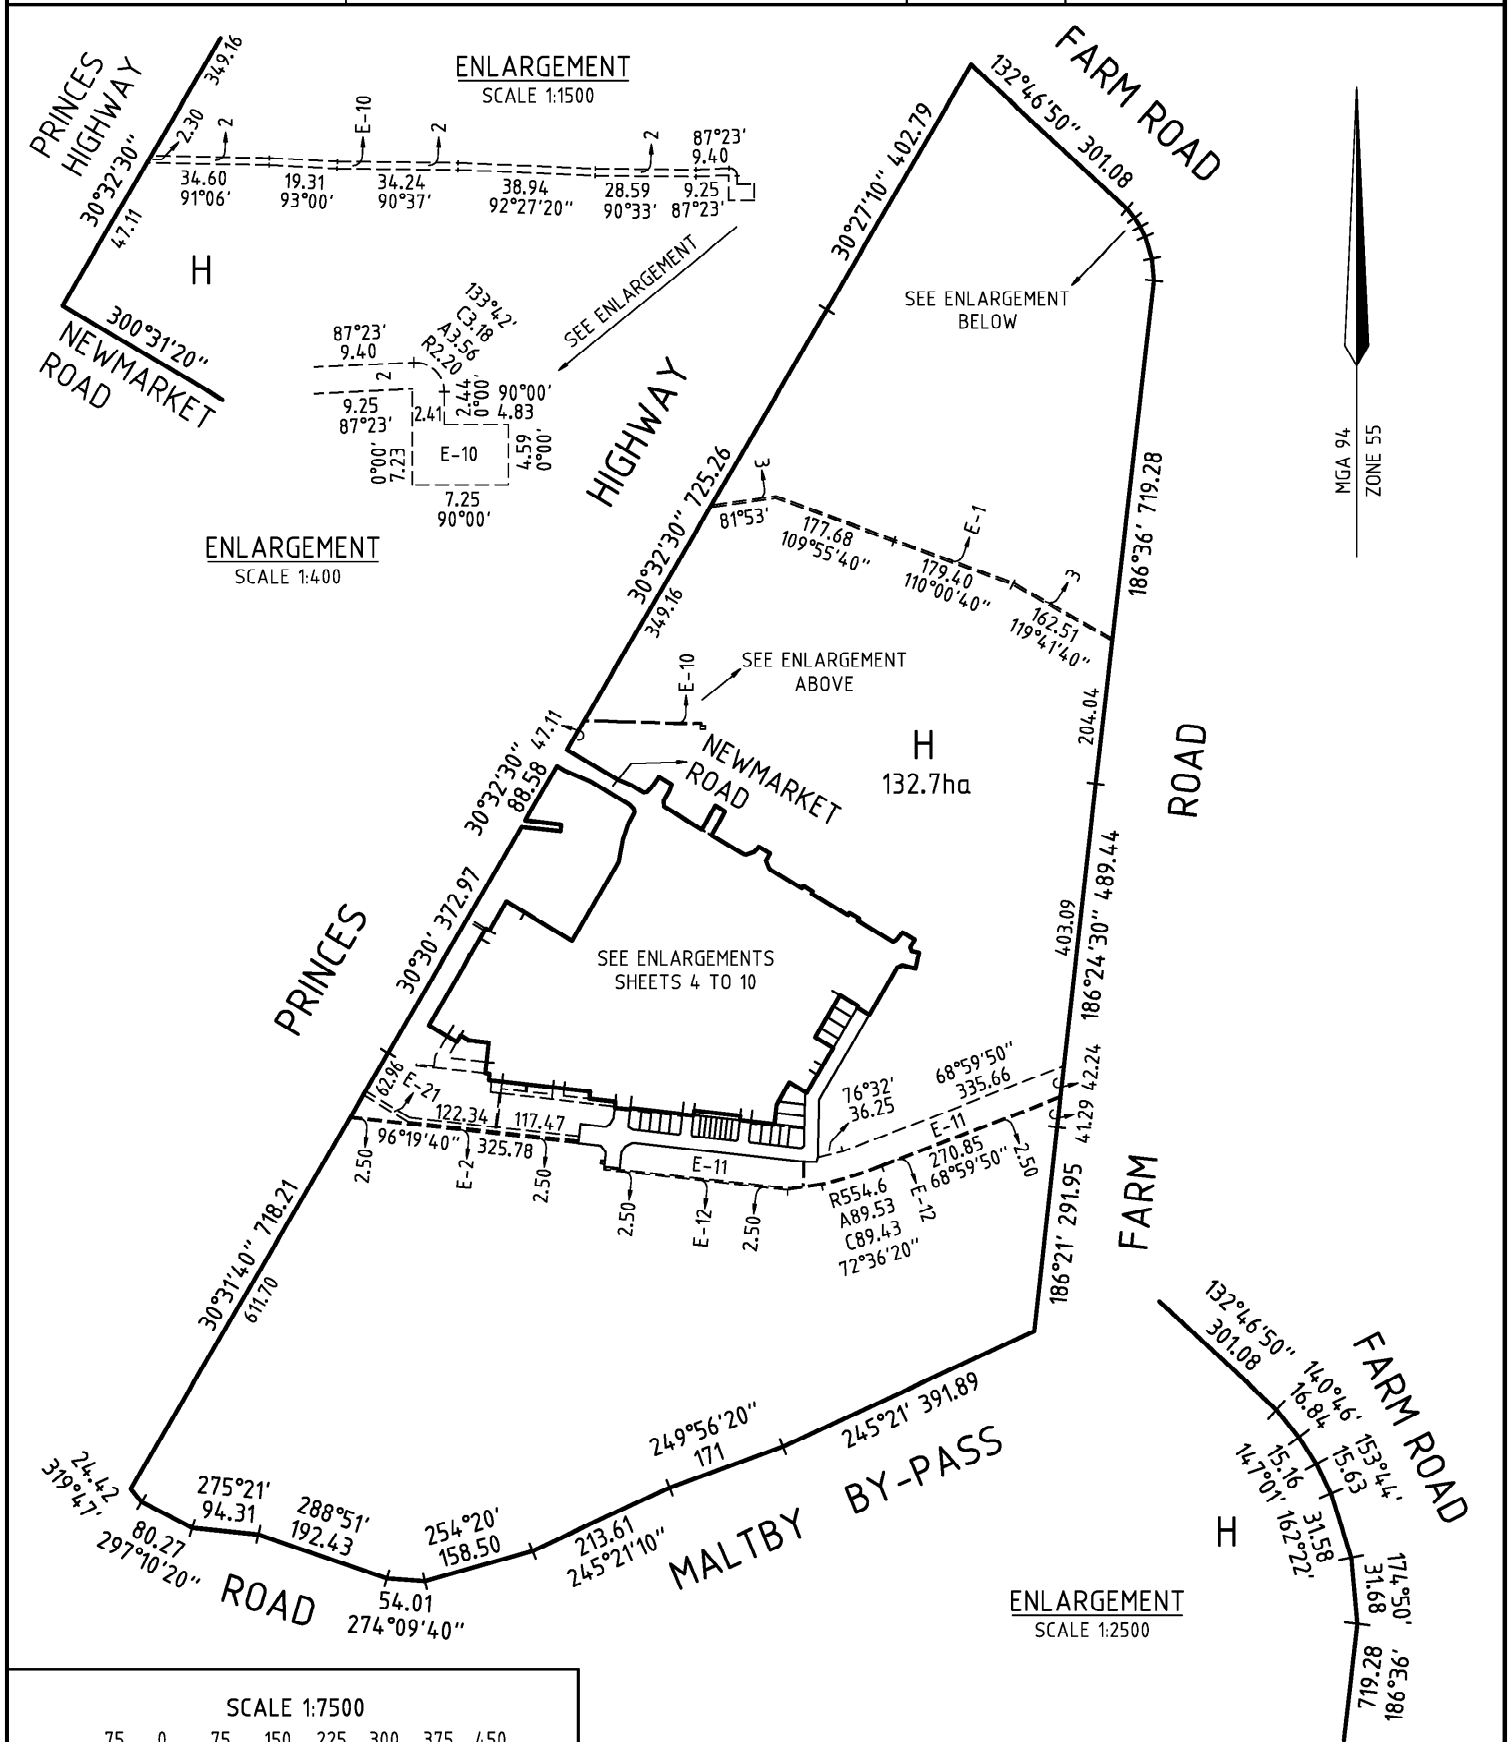 PRINCES
HIGHWAY
349.16
2.30
30°32'30"
47.11
H
300°31'20"
NEWMARKET
ROAD
ENLARGEMENT
SCALE 1:1500
2
E-10
2
2
87°23'
9.40
34.60
91°06'
19.31
93°00'
34.24
90°37'
38.94
92°27'20"
28.59
90°33'
9.25
87°23'
SEE ENLARGEMENT
133°42'
C3.18
A3.56
R2.20
87°23'
9.40
2
9.25
87°23'
2.41
2.44
0°00'
90°00'
4.83
0°00'
7.23
E-10
4.59
0°00'
7.25
90°00'
ENLARGEMENT
SCALE 1:400
FARM ROAD
132°46'50" 301.08
30°27'10" 402.79
SEE ENLARGEMENT
BELOW
MGA 94
ZONE 55
HIGHWAY
30°32'30" 725.26
349.16
3
81°53'
177.68
109°55'40"
E-1
179.40
110°00'40"
3
162.51
119°41'40"
186°36' 719.28
204.04
E-10
SEE ENLARGEMENT
ABOVE
47.11
NEWMARKET
ROAD
H
132.7ha
ROAD
30°32'30"
88.58
30°30' 372.97
PRINCES
SEE ENLARGEMENTS
SHEETS 4 TO 10
403.09
186°24'30" 489.44
62.96
E-21
122.34
117.47
96°19'40"
325.78
2.50
E-2
2.50
76°32'
36.25
68°59'50"
335.66
E-11
270.85
68°59'50"
2.50
42.24
41.29
E-11
2.50
E-12
2.50
R554.6
A89.53
C89.43
72°36'20"
E-12
186°21' 291.95
FARM
30°31'40" 718.21
611.70
24.42
319°47'
80.27
297°10'20"
275°21'
94.31
288°51'
192.43
54.01
274°09'40"
254°20'
158.50
213.61
245°21'10"
249°56'20"
171
245°21' 391.89
MALTBY BY-PASS
ROAD
132°46'50"
301.08
140°46'
16.84
153°44'
15.63
15.16
147°01'
31.58
162°22'
174°50'
31.68
719.28
186°36'
FARM ROAD
H
ENLARGEMENT
SCALE 1:2500
SCALE 1:7500
75 0 75 150 225 300 375 450